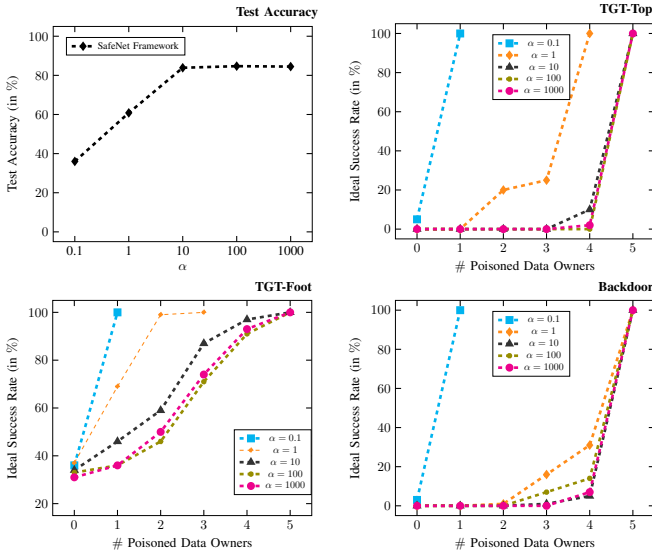 Test Accuracy
SafeNet Framework
Test Accuracy (in %)
100
80
60
40
20
0
0.1 1 10 100 1000
α
TGT-Top
α = 0.1
α = 1
α = 10
α = 100
α = 1000
Ideal Success Rate (in %)
100
80
60
40
20
0
0 1 2 3 4 5
# Poisoned Data Owners
TGT-Foot
α = 0.1
α = 1
α = 10
α = 100
α = 1000
Ideal Success Rate (in %)
100
80
60
40
20
0 1 2 3 4 5
# Poisoned Data Owners
Backdoor
α = 0.1
α = 1
α = 10
α = 100
α = 1000
Ideal Success Rate (in %)
100
80
60
40
20
0
0 1 2 3 4 5
# Poisoned Data Owners